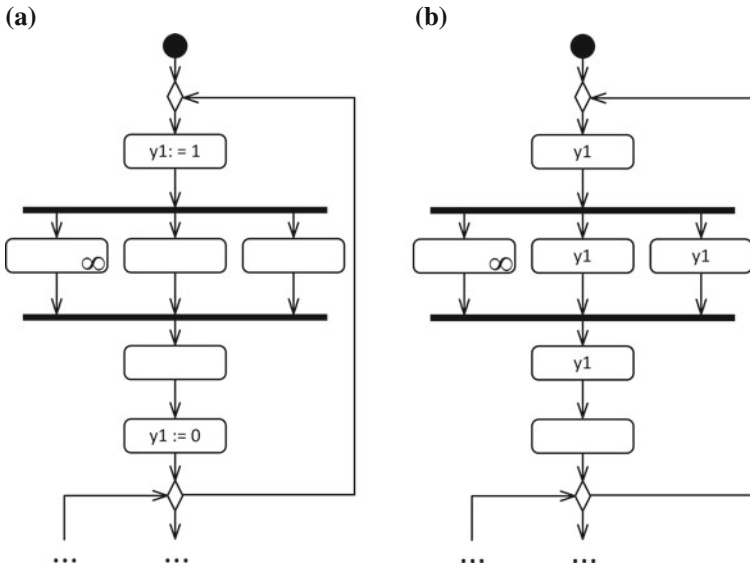 (a)
y1: = 1
∞
y1 := 0
... ...
(b)
y1
∞ y1 y1
y1
... ...